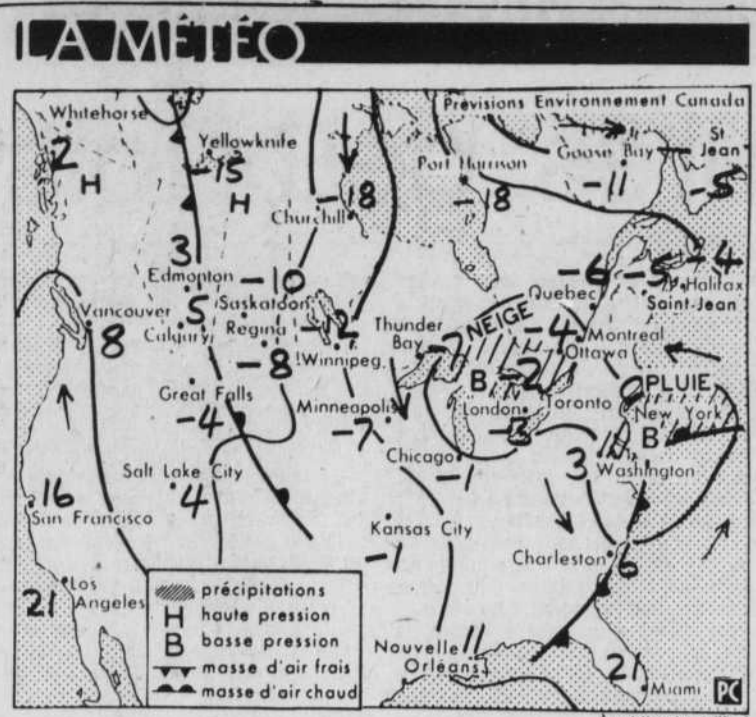 LA MÉTÉO
Prévisions Environnement Canada
Whitehorse
2
H
Yellowknife
-15
H
Churchill
-18
Port Harrison
-18
Goose Bay
-11
St
Jean
-5
3
Edmonton
5
Calgary
-10
Saskatoon
Regina
-8
-12
Winnipeg
Vancouver
8
Thunder
Bay
-7
NEIGE
B
-6
Quebec
-5
-4
Halifax
Saint-Jean
-4
Montreal
Ottawa
-2
Toronto
London
-3
0
PLUIE
New York
B
Great Falls
-4
Minneapolis
-7
Chicago
-1
3
Washington
Salt Lake City
4
16
San Francisco
Kansas City
-1
Charleston
6
21
Los
Angeles
Nouvelle
Orléans
11
21
Miami
PC
précipitations
H haute pression
B basse pression
masse d'air frais
masse d'air chaud